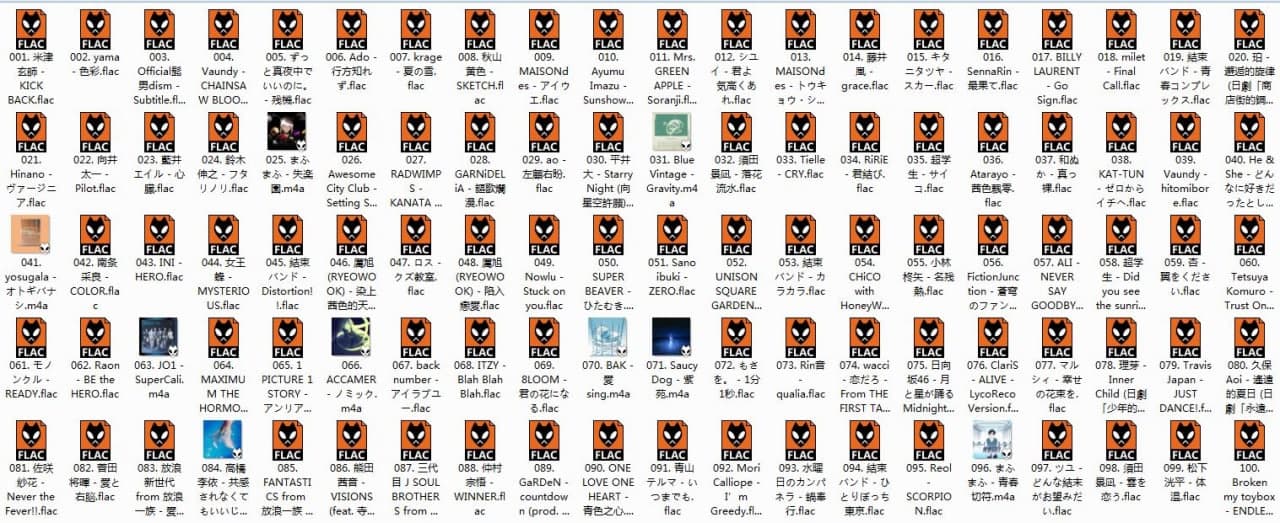 FLAC
001. 米津
玄師 -
KICK
BACK.flac
FLAC
002. yama
- 色彩.flac
FLAC
003.
Official髭
男dism -
Subtitle.fl...
FLAC
004.
Vaundy -
CHAINSA
W BLOO...
FLAC
005. ずっ
と真夜中で
いいのに。
- 残機.flac
FLAC
006. Ado -
行方知れ
ず.flac
FLAC
007. krage
- 夏の雪.
flac
FLAC
008. 秋山
黄色 -
SKETCH.fl
ac
FLAC
009.
MAISONd
es - アイウ
エ.flac
FLAC
010.
Ayumu
Imazu -
Sunshow...
FLAC
011. Mrs.
GREEN
APPLE -
Soranji.fl...
FLAC
012. シユ
イ - 君よ
気高くあ
れ.flac
FLAC
013.
MAISONd
es - トウキ
ョウ・シ...
FLAC
014. 藤井
風 -
grace.flac
FLAC
015. キタ
ニタツヤ -
スカー.flac
FLAC
016.
SennaRin -
最果て.flac
FLAC
017. BILLY
LAURENT
- Go
Sign.flac
FLAC
018. milet
- Final
Call.flac
FLAC
019. 結束
バンド - 青
春コンプレ
ックス.flac
FLAC
020. 珀 -
邂逅的旋律
(日劇「商
店街的鋼...
FLAC
021.
Hinano -
ヴァージニ
ア.flac
FLAC
022. 向井
太一 -
Pilot.flac
FLAC
023. 藍井
エイル - 心
臓.flac
FLAC
024. 鈴木
伸之 - フタ
リノリ.flac
025. まふ
まふ - 失楽
園.m4a
FLAC
026.
Awesome
City Club -
Setting S...
FLAC
027.
RADWIMP
S -
KANATA ...
FLAC
028.
GARNiDEL
iA - 謳歌爛
漫.flac
FLAC
029. ao -
左顧右盼.
flac
FLAC
030. 平井
大 - Starry
Night (向
星空許願)...
031. Blue
Vintage -
Gravity.m4
a
FLAC
032. 須田
景凪 - 落花
流水.flac
FLAC
033. Tielle
- CRY.flac
FLAC
034. RiRiE
- 君結び.
flac
FLAC
035. 超学
生 - サイ
コ.flac
FLAC
036.
Atarayo -
茜色飄零.
flac
FLAC
037. 和ぬ
か - 真っ
裸.flac
FLAC
038.
KAT-TUN
- ゼロから
イチへ.flac
FLAC
039.
Vaundy -
hitomibor
e.flac
FLAC
040. He &
She - どん
なに好きだ
ったとし...
041.
yosugala -
オトギバナ
シ.m4a
FLAC
042. 南条
采良 -
COLOR.fla
c
FLAC
043. INI -
HERO.flac
FLAC
044. 女王
蜂 -
MYSTERIO
US.flac
FLAC
045. 結束
バンド -
Distortion!
!.flac
FLAC
046. 厲旭
(RYEOWO
OK) - 染上
茜色的天...
FLAC
047. ロス -
クズ教室.
flac
FLAC
048. 厲旭
(RYEOWO
OK) - 陷入
戀愛.flac
FLAC
049.
Nowlu -
Stuck on
you.flac
FLAC
050.
SUPER
BEAVER -
ひたむき...
FLAC
051. Sano
ibuki -
ZERO.flac
FLAC
052.
UNISON
SQUARE
GARDEN...
FLAC
053. 結束
バンド - カ
ラカラ.flac
FLAC
054.
CHiCO
with
HoneyW...
FLAC
055. 小林
柊矢 - 名残
熱.flac
FLAC
056.
FictionJunc
tion - 蒼穹
のファン...
FLAC
057. ALI -
NEVER
SAY
GOODBY...
FLAC
058. 超学
生 - Did
you see
the sunri...
FLAC
059. 杏 -
翼をくださ
い.flac
FLAC
060.
Tetsuya
Komuro -
Trust On...
FLAC
061. モノ
ンクル -
READY.flac
FLAC
062. Raon
- BE the
HERO.flac
063. JO1 -
SuperCali.
m4a
FLAC
064.
MAXIMU
M THE
HORMO...
FLAC
065. 1
PICTURE 1
STORY -
アンリア...
066.
ACCAMER
- ノミック.
m4a
FLAC
067. back
number -
アイラブユ
ー.flac
FLAC
068. ITZY -
Blah Blah
Blah.flac
FLAC
069.
8LOOM -
君の花にな
る.flac
070. BAK -
愛
sing.m4a
071. Saucy
Dog - 紫
苑.m4a
FLAC
072. もさ
を。 - 1分
1秒.flac
FLAC
073. Rin音
-
qualia.flac
FLAC
074. wacci
- 恋だろ -
From THE
FIRST TA...
FLAC
075. 日向
坂46 - 月
と星が踊る
Midnight...
FLAC
076. ClariS
- ALIVE -
LycoReco
Version.f...
FLAC
077. マル
シィ - 幸せ
の花束を.
flac
FLAC
078. 理芽 -
Inner
Child (日劇
「少年的...
FLAC
079. Travis
Japan -
JUST
DANCE!.f...
FLAC
080. 久保
Aoi - 遙遠
的夏日 (日
劇「永遠...
FLAC
081. 佐咲
紗花 -
Never the
Fever!!.flac
FLAC
082. 菅田
将暉 - 愛と
右脳.flac
FLAC
083. 放浪
新世代
from 放浪
一族 - 愛...
084. 高橋
李依 - 共感
されなくて
もいいじ...
FLAC
085.
FANTASTI
CS from
放浪一族 ...
FLAC
086. 熊田
茜音 -
VISIONS
(feat. 寺...
FLAC
087. 三代
目 J SOUL
BROTHER
S from ...
FLAC
088. 仲村
宗悟 -
WINNER.fl
ac
FLAC
089.
GaRDeN -
countdow
n (prod. ...
FLAC
090. ONE
LOVE ONE
HEART -
青色之心....
FLAC
091. 青山
テルマ - い
つまでも.
flac
FLAC
092. Mori
Calliope -
I'm
Greedy.flac
FLAC
093. 水曜
日のカンパ
ネラ - 鍋奉
行.flac
FLAC
094. 結束
バンド - ひ
とりぼっち
東京.flac
FLAC
095. Reol
-
SCORPIO
N.flac
096. まふ
まふ - 青春
切符.m4a
FLAC
097. ツユ -
どんな結末
がお望みだ
い.flac
FLAC
098. 須田
景凪 - 雲を
恋う.flac
FLAC
099. 松下
洸平 - 体
温.flac
FLAC
100.
Broken
my toybox
- ENDLE...